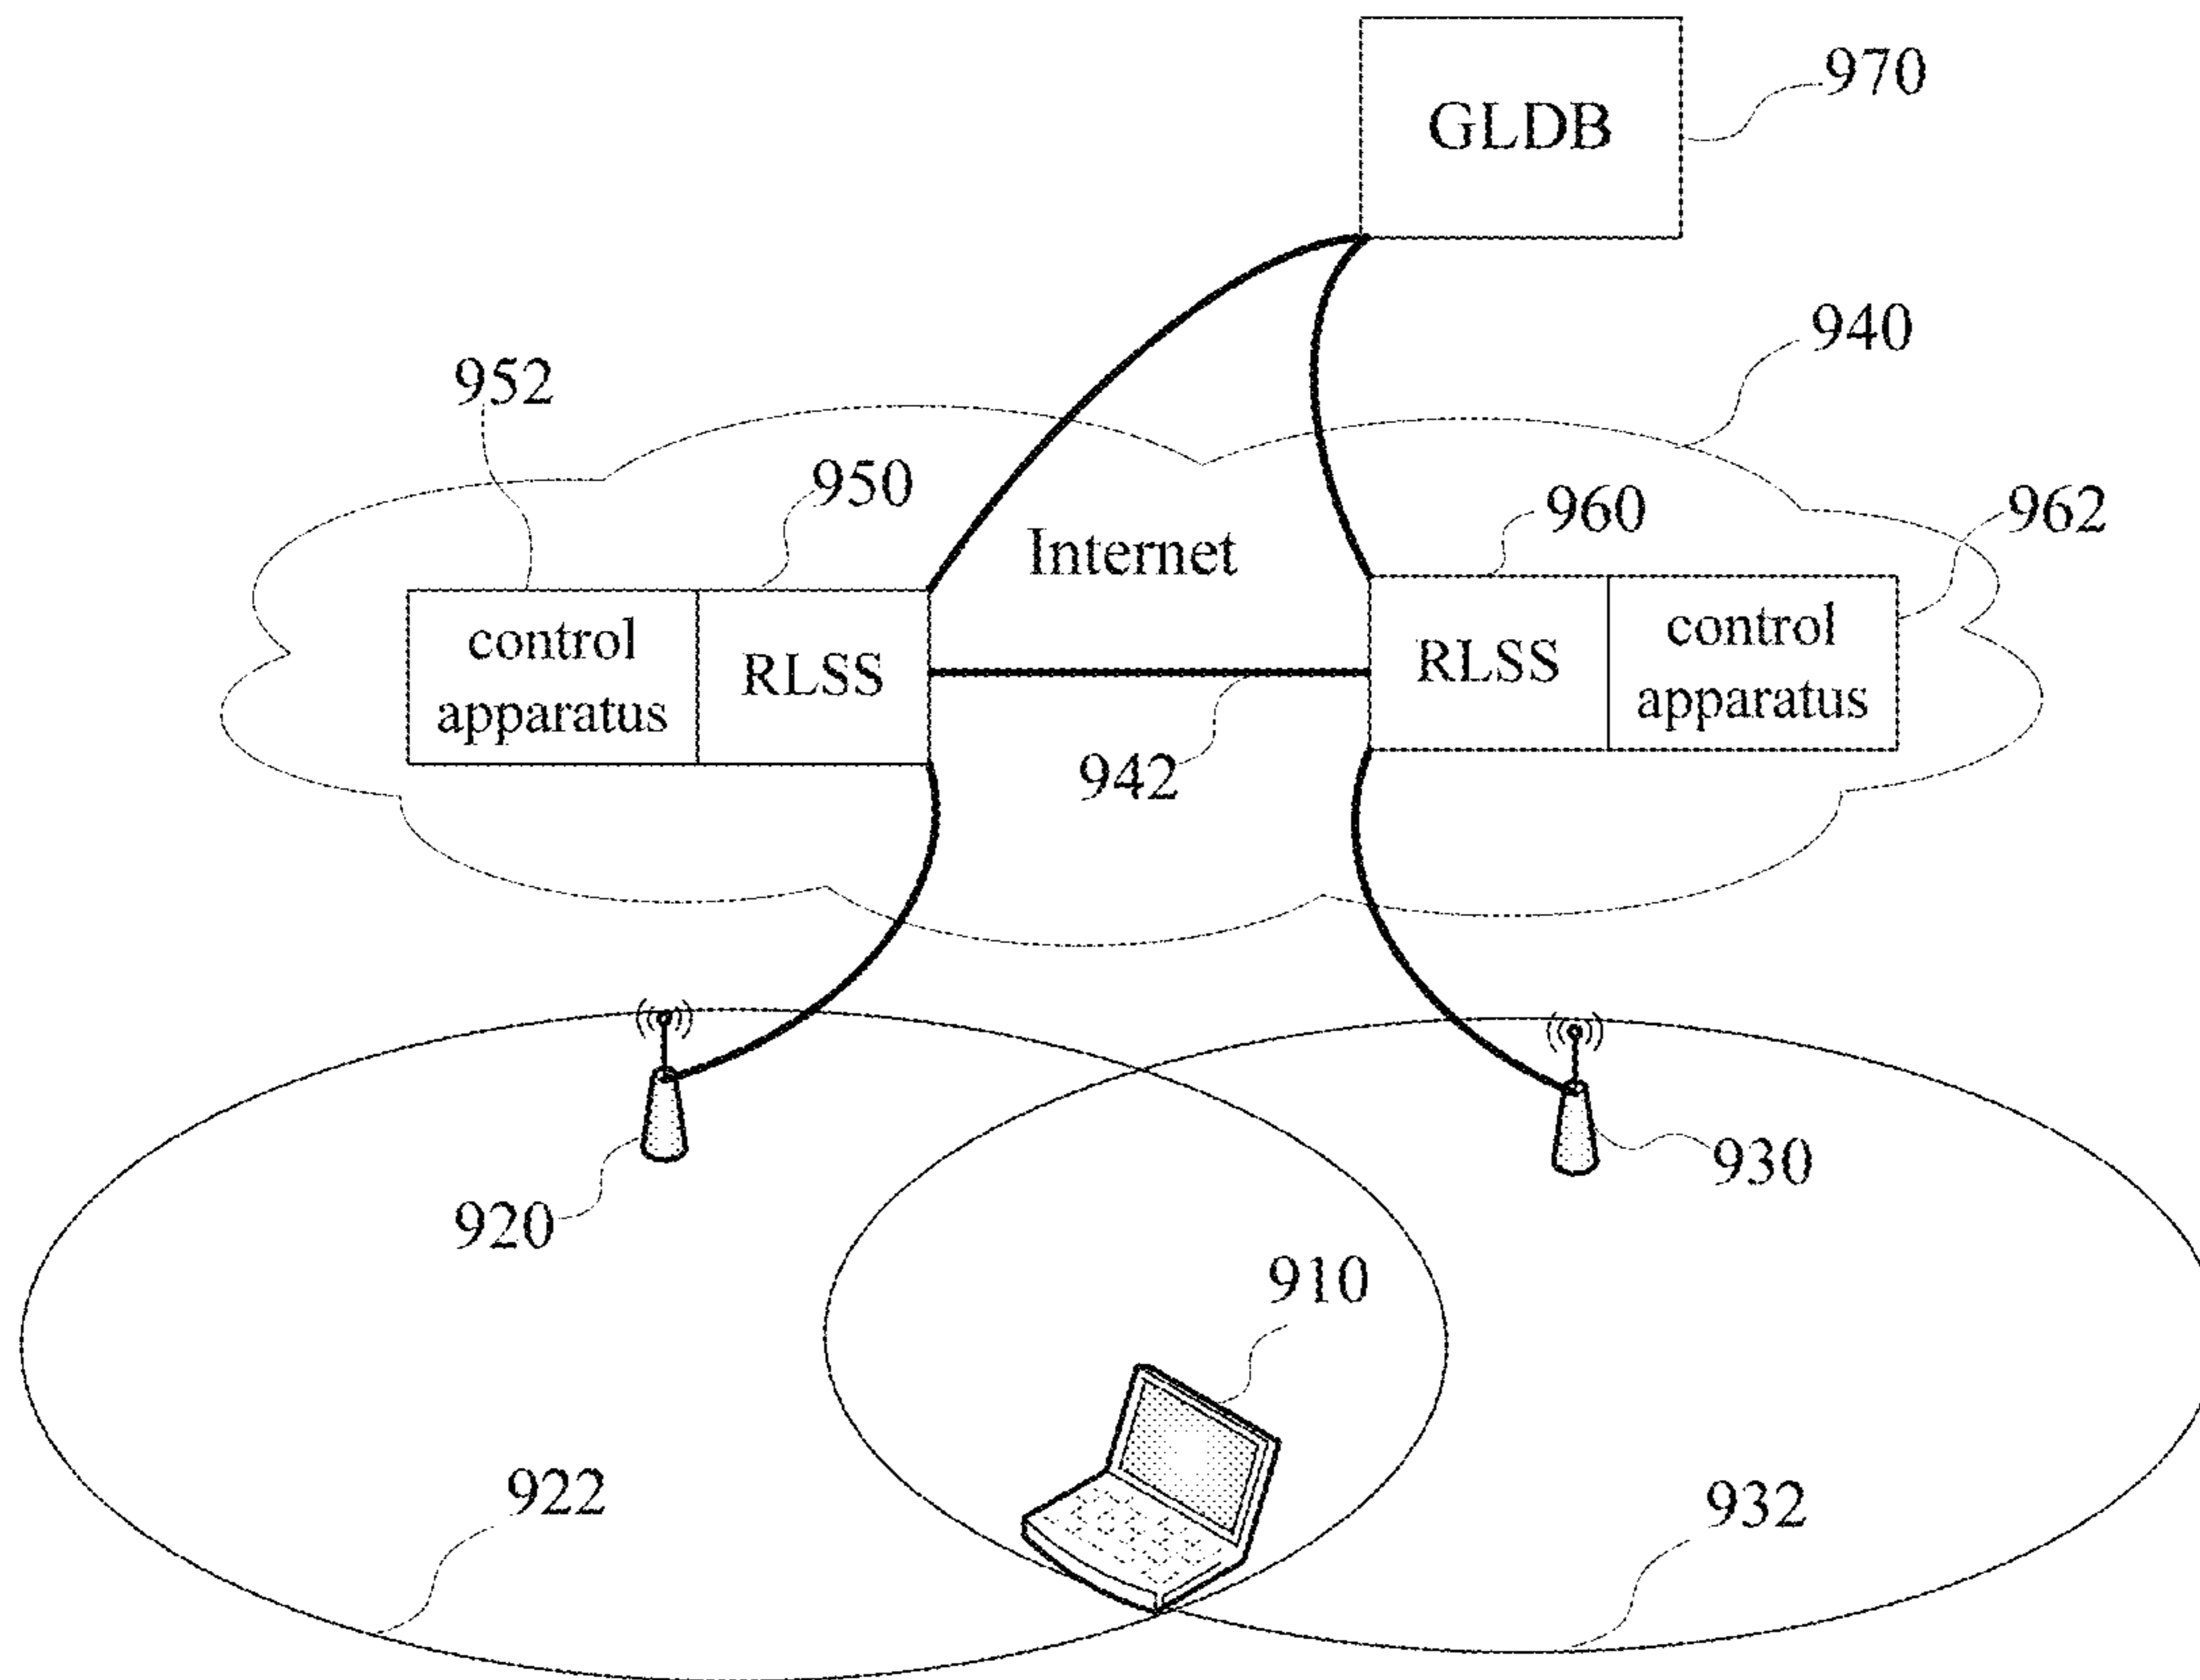 970
GLDB
940
952
950
960
962
Internet
control
apparatus
RLSS
RLSS
control
apparatus
942
920
930
910
922
932